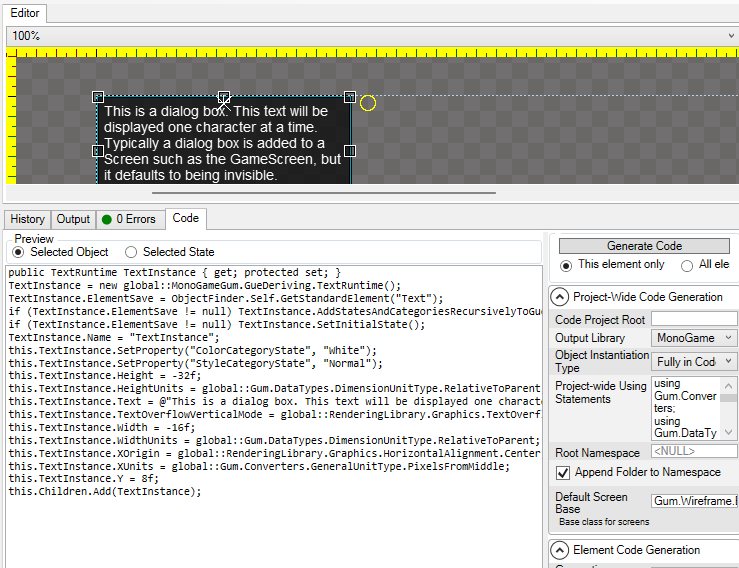 Editor
100%
This is a dialog box. This text will be
displayed one character at a time.
Typically a dialog box is added to a
Screen such as the GameScreen, but
it defaults to being invisible.
History Output 0 Errors Code
Preview
Selected Object Selected State
public TextRuntime TextInstance { get; protected set; }
TextInstance = new global::MonoGameGum.GueDeriving.TextRuntime();
TextInstance.ElementSave = ObjectFinder.Self.GetStandardElement("Text");
if (TextInstance.ElementSave != null) TextInstance.AddStatesAndCategoriesRecursivelyToGu
if (TextInstance.ElementSave != null) TextInstance.SetInitialState();
TextInstance.Name = "TextInstance";
this.TextInstance.SetProperty("ColorCategoryState", "White");
this.TextInstance.SetProperty("StyleCategoryState", "Normal");
this.TextInstance.Height = -32f;
this.TextInstance.HeightUnits = global::Gum.DataTypes.DimensionUnitType.RelativeToParent
this.TextInstance.Text = @"This is a dialog box. This text will be displayed one charact
this.TextInstance.TextOverflowVerticalMode = global::RenderingLibrary.Graphics.TextOverf
this.TextInstance.Width = -16f;
this.TextInstance.WidthUnits = global::Gum.DataTypes.DimensionUnitType.RelativeToParent;
this.TextInstance.XOrigin = global::RenderingLibrary.Graphics.HorizontalAlignment.Center
this.TextInstance.XUnits = global::Gum.Converters.GeneralUnitType.PixelsFromMiddle;
this.TextInstance.Y = 8f;
this.Children.Add(TextInstance);
Generate Code
This element only All ele
Project-Wide Code Generation
Code Project Root
Output Library MonoGame
Object Instantiation
Type Fully in Code
Project-wide Using
Statements
using
Gum.Conver
ters;
using
Gum.DataTy
Root Namespace <NULL>
Append Folder to Namespace
Default Screen
Base Gum.Wireframe.
Base class for screens
Element Code Generation